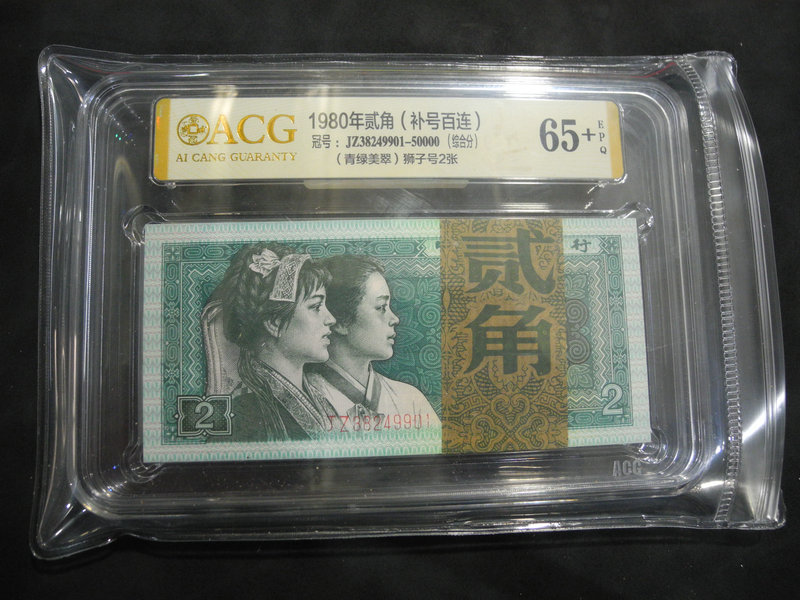 ACG
AI CANG GUARANTY
1980年贰角（补号百连）
冠号：JZ38249901-50000（综合分）
（青绿美翠）狮子号2张
65+
EPQ
行
贰角
2
JZ38249901
2
ACG